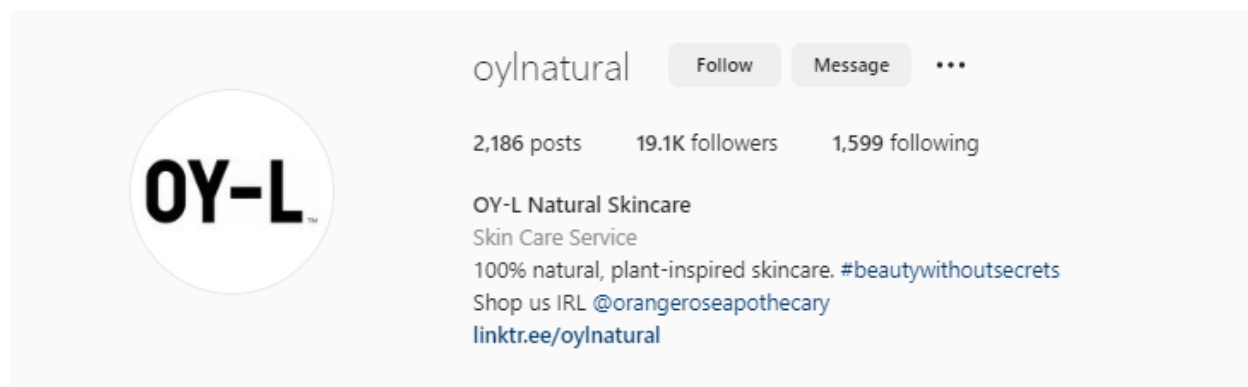 oylnatural Follow Message •••
2,186 posts 19.1K followers 1,599 following
OY-L™
OY-L Natural Skincare
Skin Care Service
100% natural, plant-inspired skincare. #beautywithoutsecrets
Shop us IRL @orangeroseapothecary
linktr.ee/oylnatural